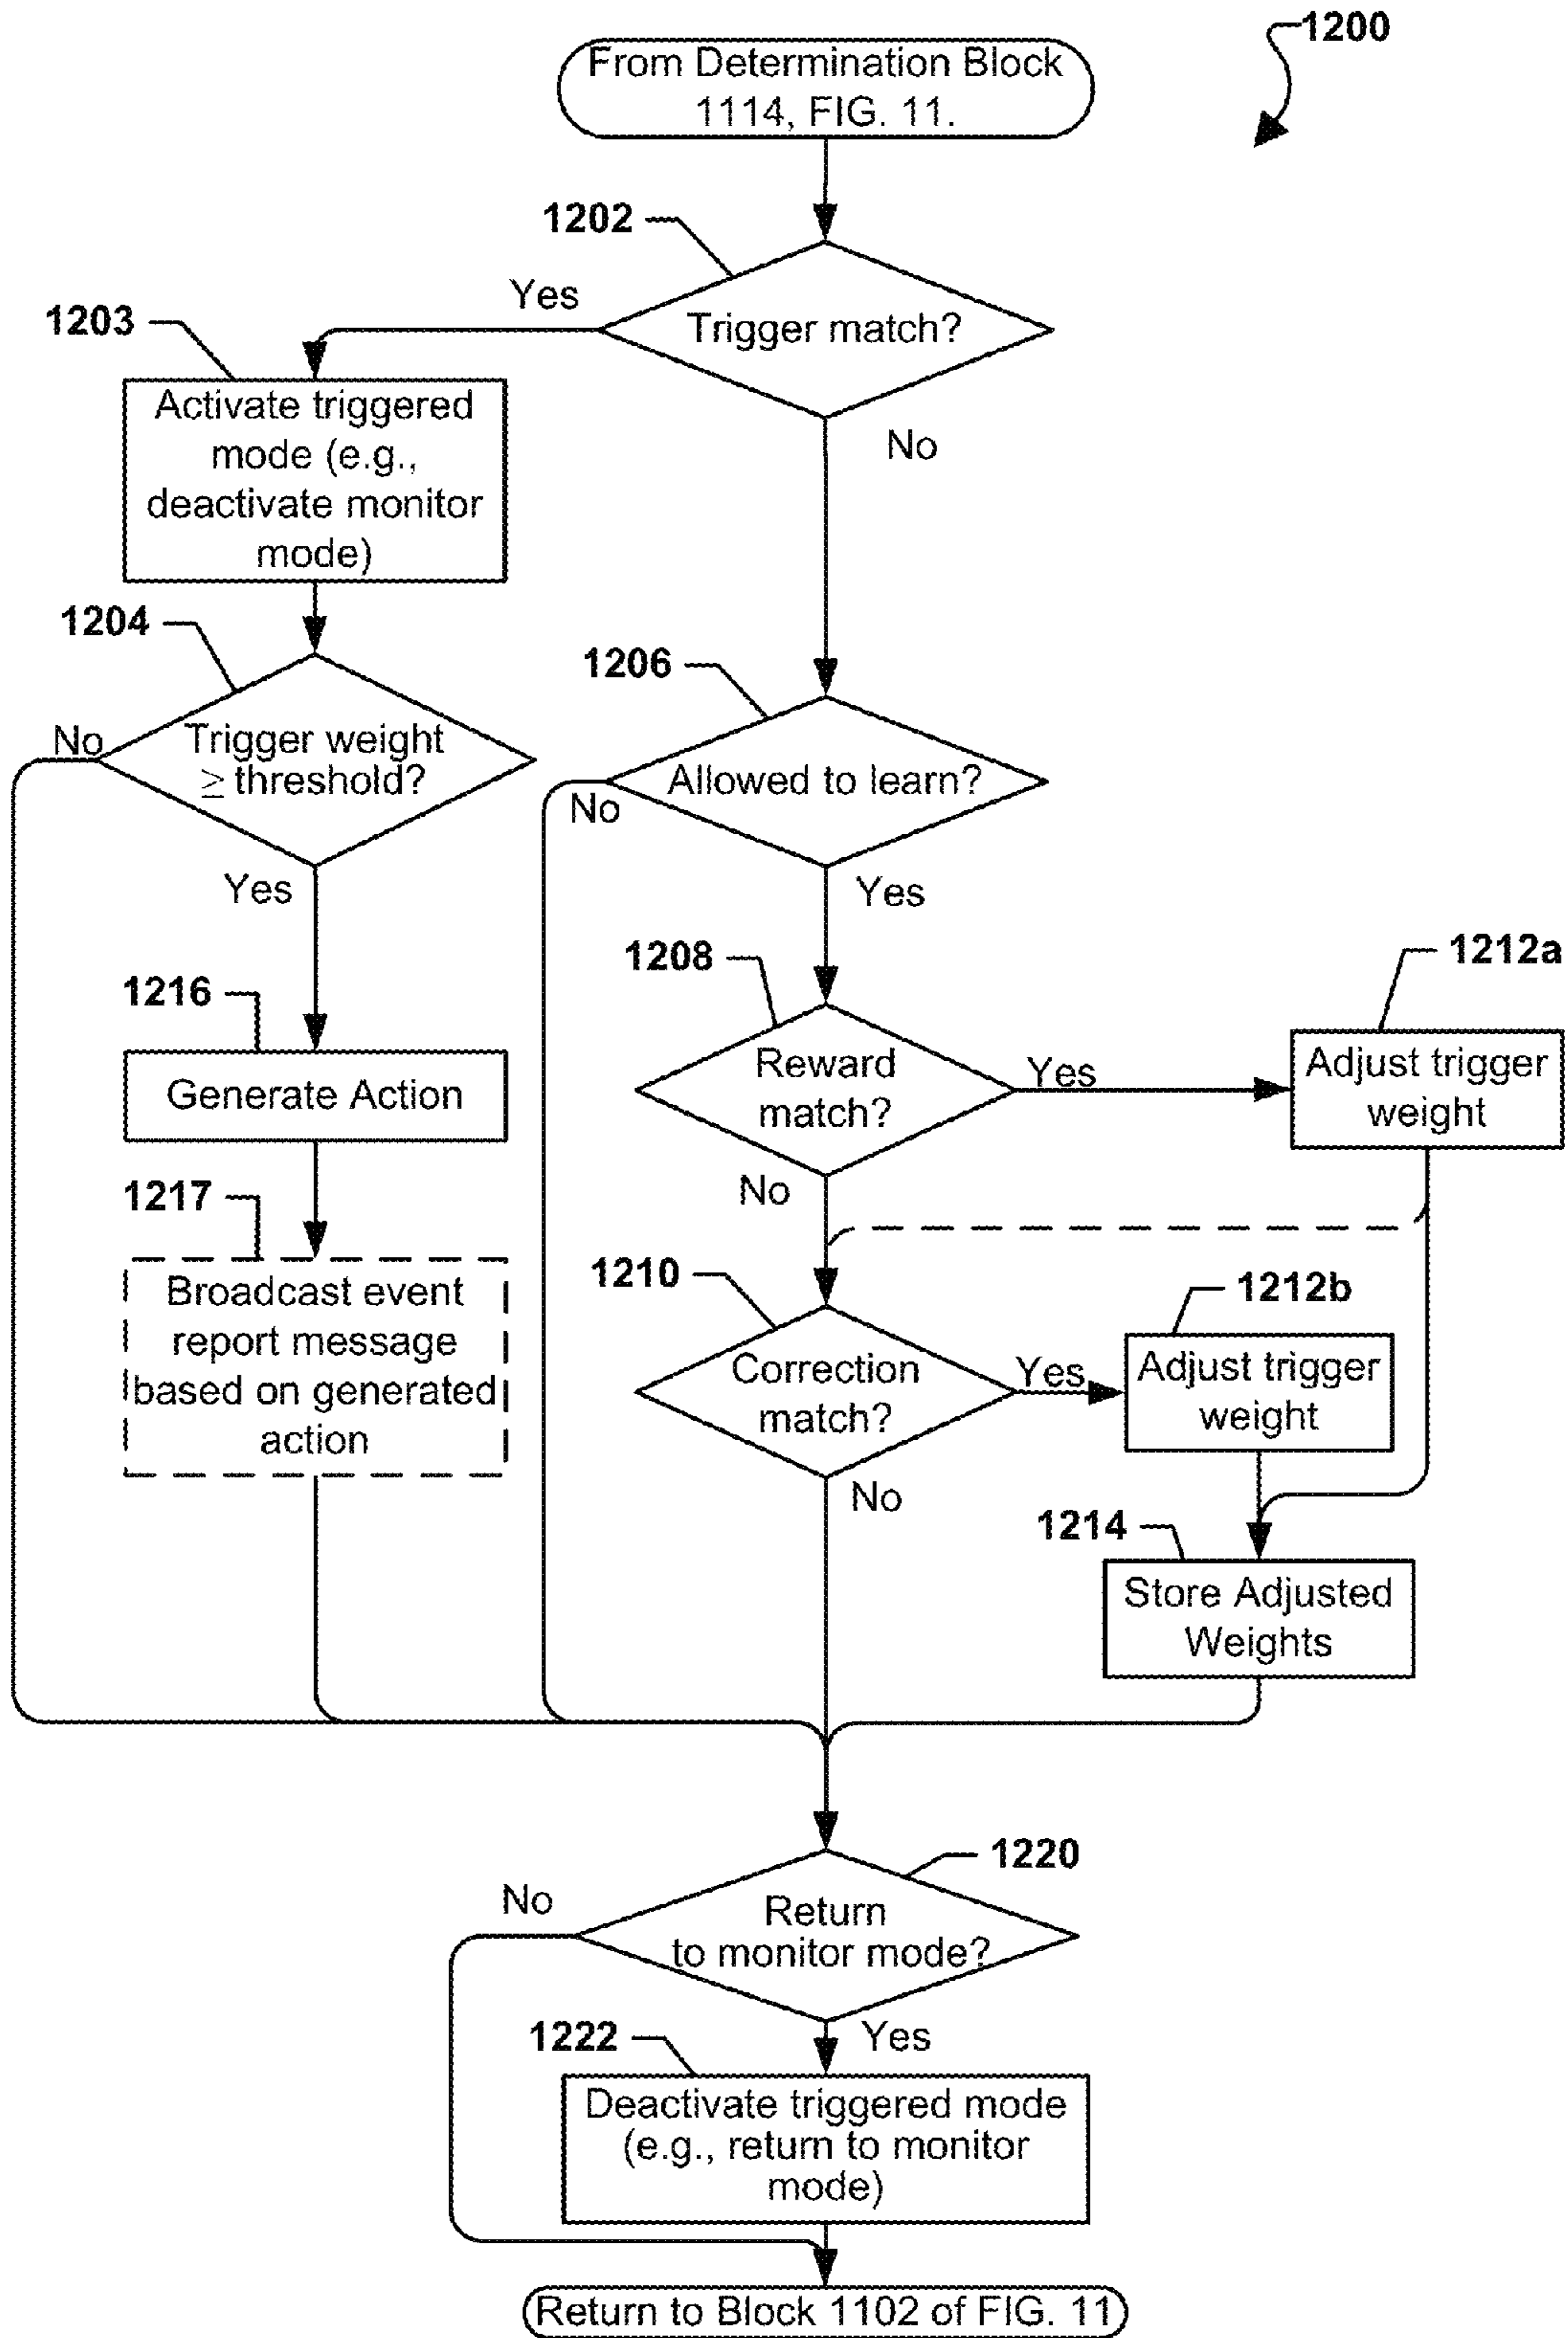 1200
From Determination Block
1114, FIG. 11.
1202
Yes
Trigger match?
1203
No
Activate triggered
mode (e.g.,
deactivate monitor
mode)
1204
1206
No
Trigger weight
≥ threshold?
Allowed to learn?
No
Yes
Yes
1208
1212a
1216
Reward
match?
Yes
Adjust trigger
weight
Generate Action
No
1217
1210
1212b
Broadcast event
report message
based on generated
action
Correction
match?
Yes
Adjust trigger
weight
No
1214
Store Adjusted
Weights
1220
No
Return
to monitor mode?
1222
Yes
Deactivate triggered mode
(e.g., return to monitor
mode)
Return to Block 1102 of FIG. 11